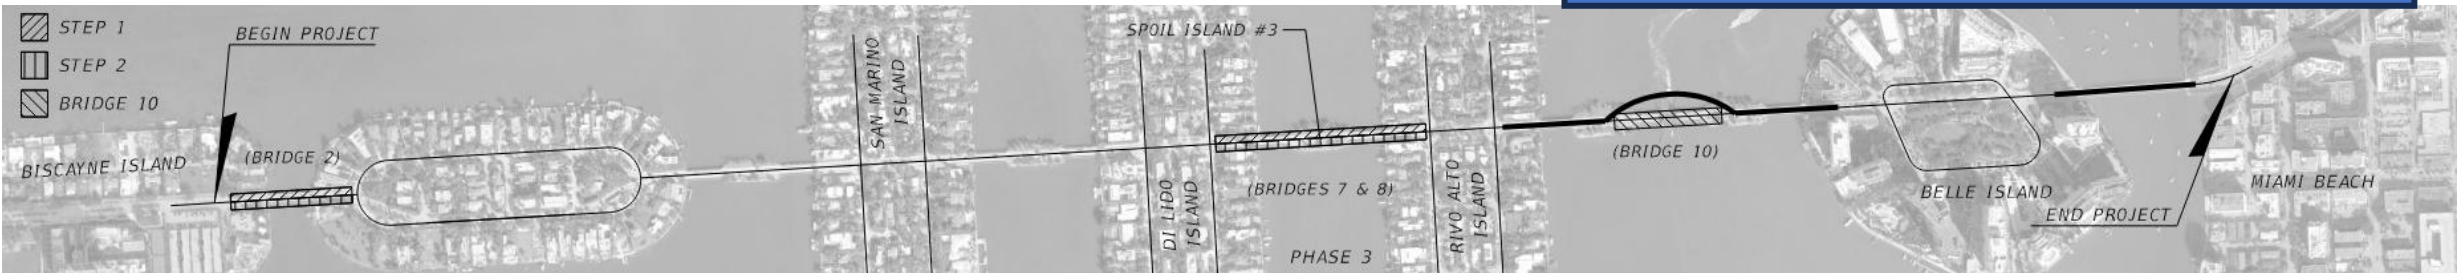 STEP 1
STEP 2
BRIDGE 10
BEGIN PROJECT
BISCAYNE ISLAND
(BRIDGE 2)
SAN MARINO
ISLAND
SPOIL ISLAND #3
DI LIDO
ISLAND
(BRIDGES 7 & 8)
PHASE 3
RIVO ALTO
ISLAND
(BRIDGE 10)
BELLE ISLAND
END PROJECT
MIAMI BEACH